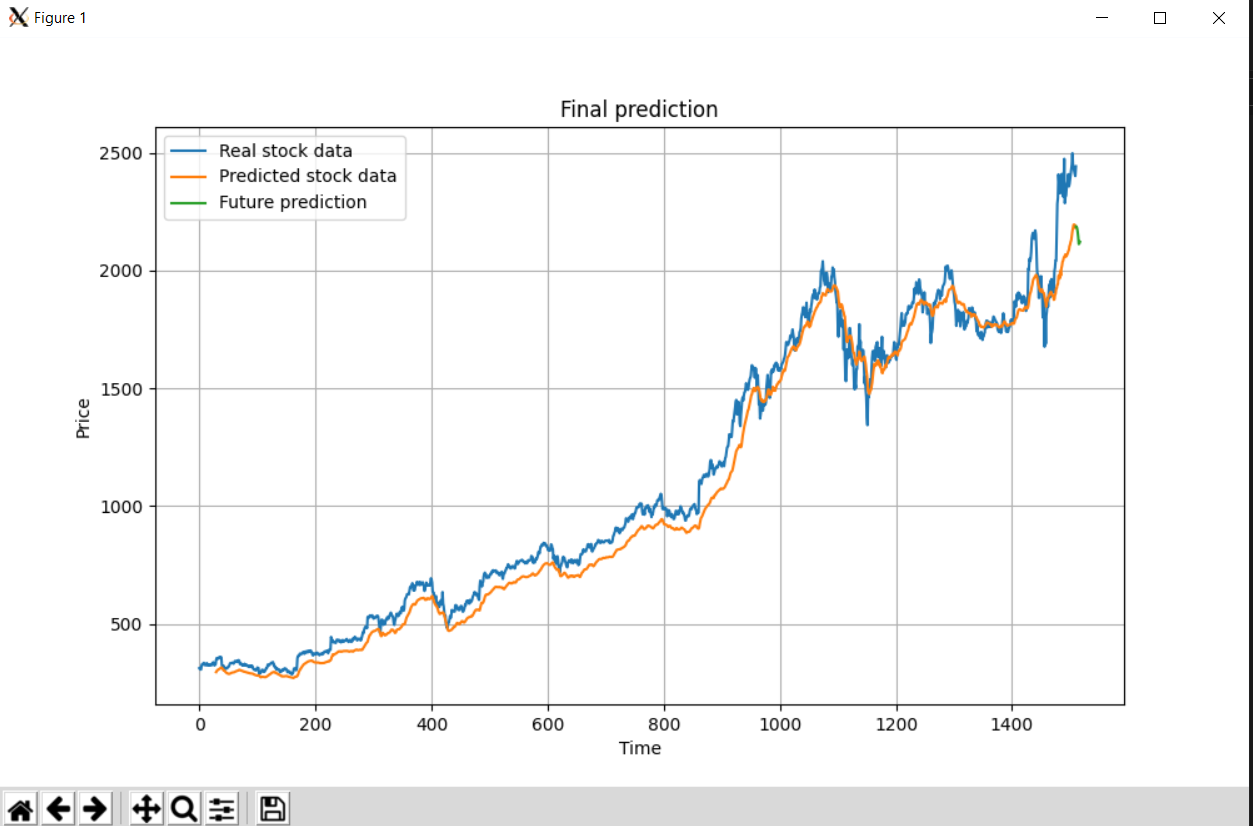 Figure 1
Final prediction
Real stock data
Predicted stock data
Future prediction
2500
2000
1500
1000
500
Price
0 200 400 600 800 1000 1200 1400
Time